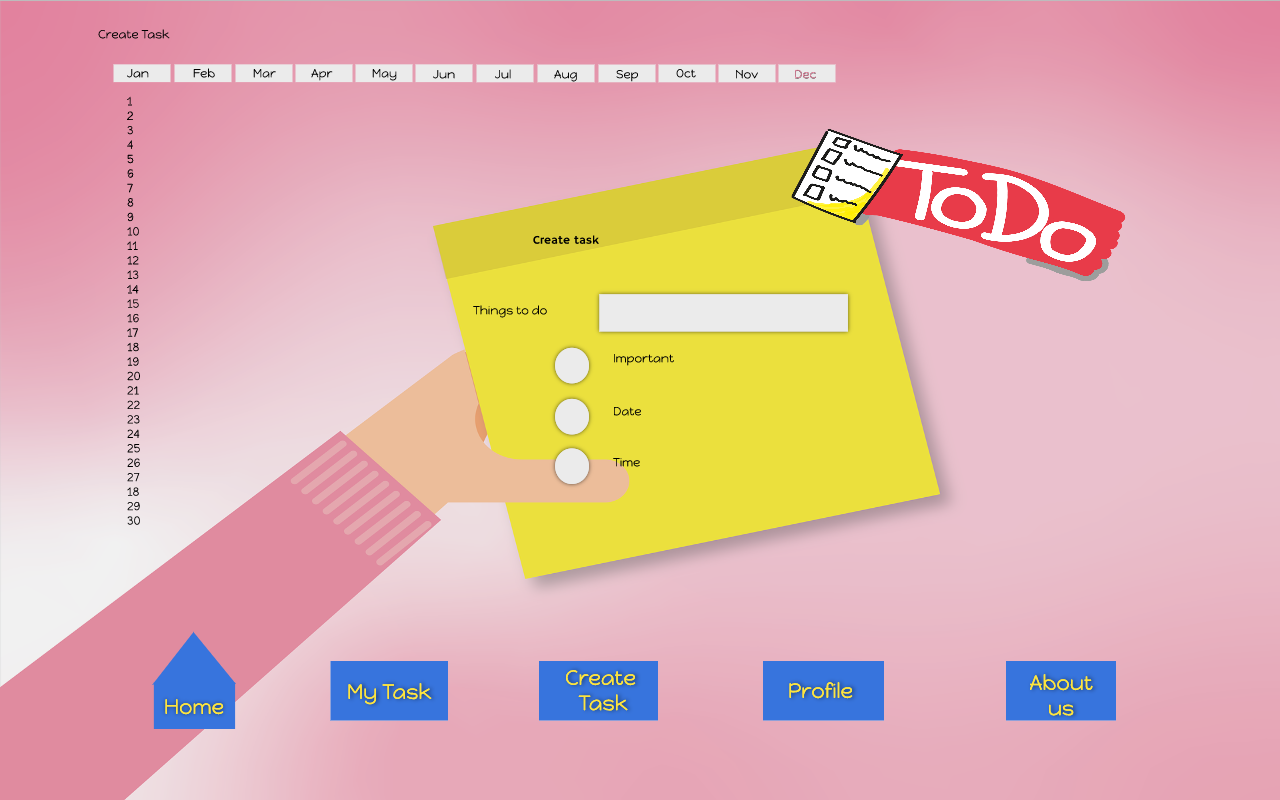 Create Task
Jan Feb Mar Apr May Jun Jul Aug Sep Oct Nov Dec
1
2
3
4
5
6
7
8
9
10
11
12
13
14
15
16
17
18
19
20
21
22
23
24
25
26
27
18
29
30
ToDo
Create task
Things to do
Important
Date
Time
Home
My Task
Create
Task
Profile
About
us